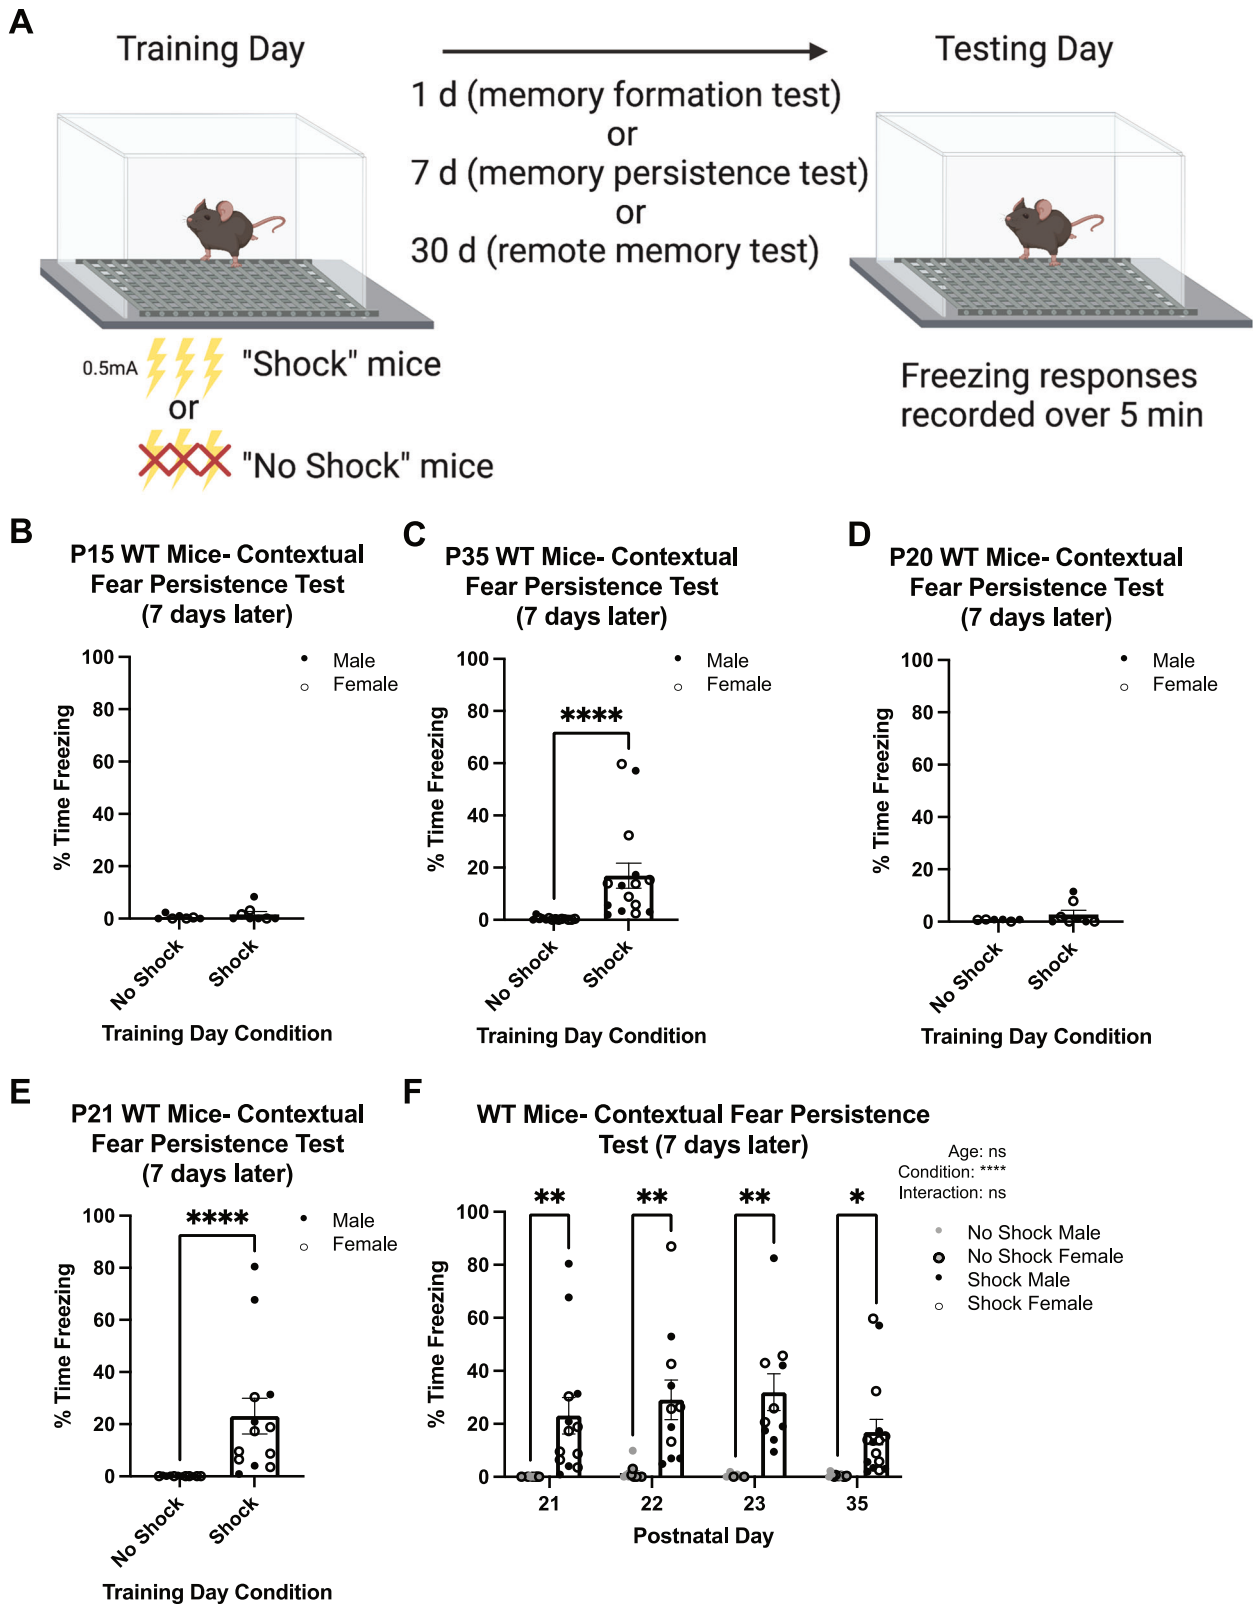 A
Training Day
Testing Day
1 d (memory formation test)
or
7 d (memory persistence test)
or
30 d (remote memory test)
0.5mA
"Shock" mice
or
"No Shock" mice
Freezing responses
recorded over 5 min
B
P15 WT Mice- Contextual
Fear Persistence Test
(7 days later)
Male
Female
% Time Freezing
100
80
60
40
20
0
No Shock
Shock
Training Day Condition
C
P35 WT Mice- Contextual
Fear Persistence Test
(7 days later)
Male
Female
% Time Freezing
100
80
60
40
20
0
****
No Shock
Shock
Training Day Condition
D
P20 WT Mice- Contextual
Fear Persistence Test
(7 days later)
Male
Female
% Time Freezing
100
80
60
40
20
0
No Shock
Shock
Training Day Condition
E
P21 WT Mice- Contextual
Fear Persistence Test
(7 days later)
Male
Female
% Time Freezing
100
80
60
40
20
0
****
No Shock
Shock
Training Day Condition
F
WT Mice- Contextual Fear Persistence
Test (7 days later)
Age: ns
Condition: ****
Interaction: ns
No Shock Male
No Shock Female
Shock Male
Shock Female
% Time Freezing
100
80
60
40
20
0
** ** ** *
21 22 23 35
Postnatal Day